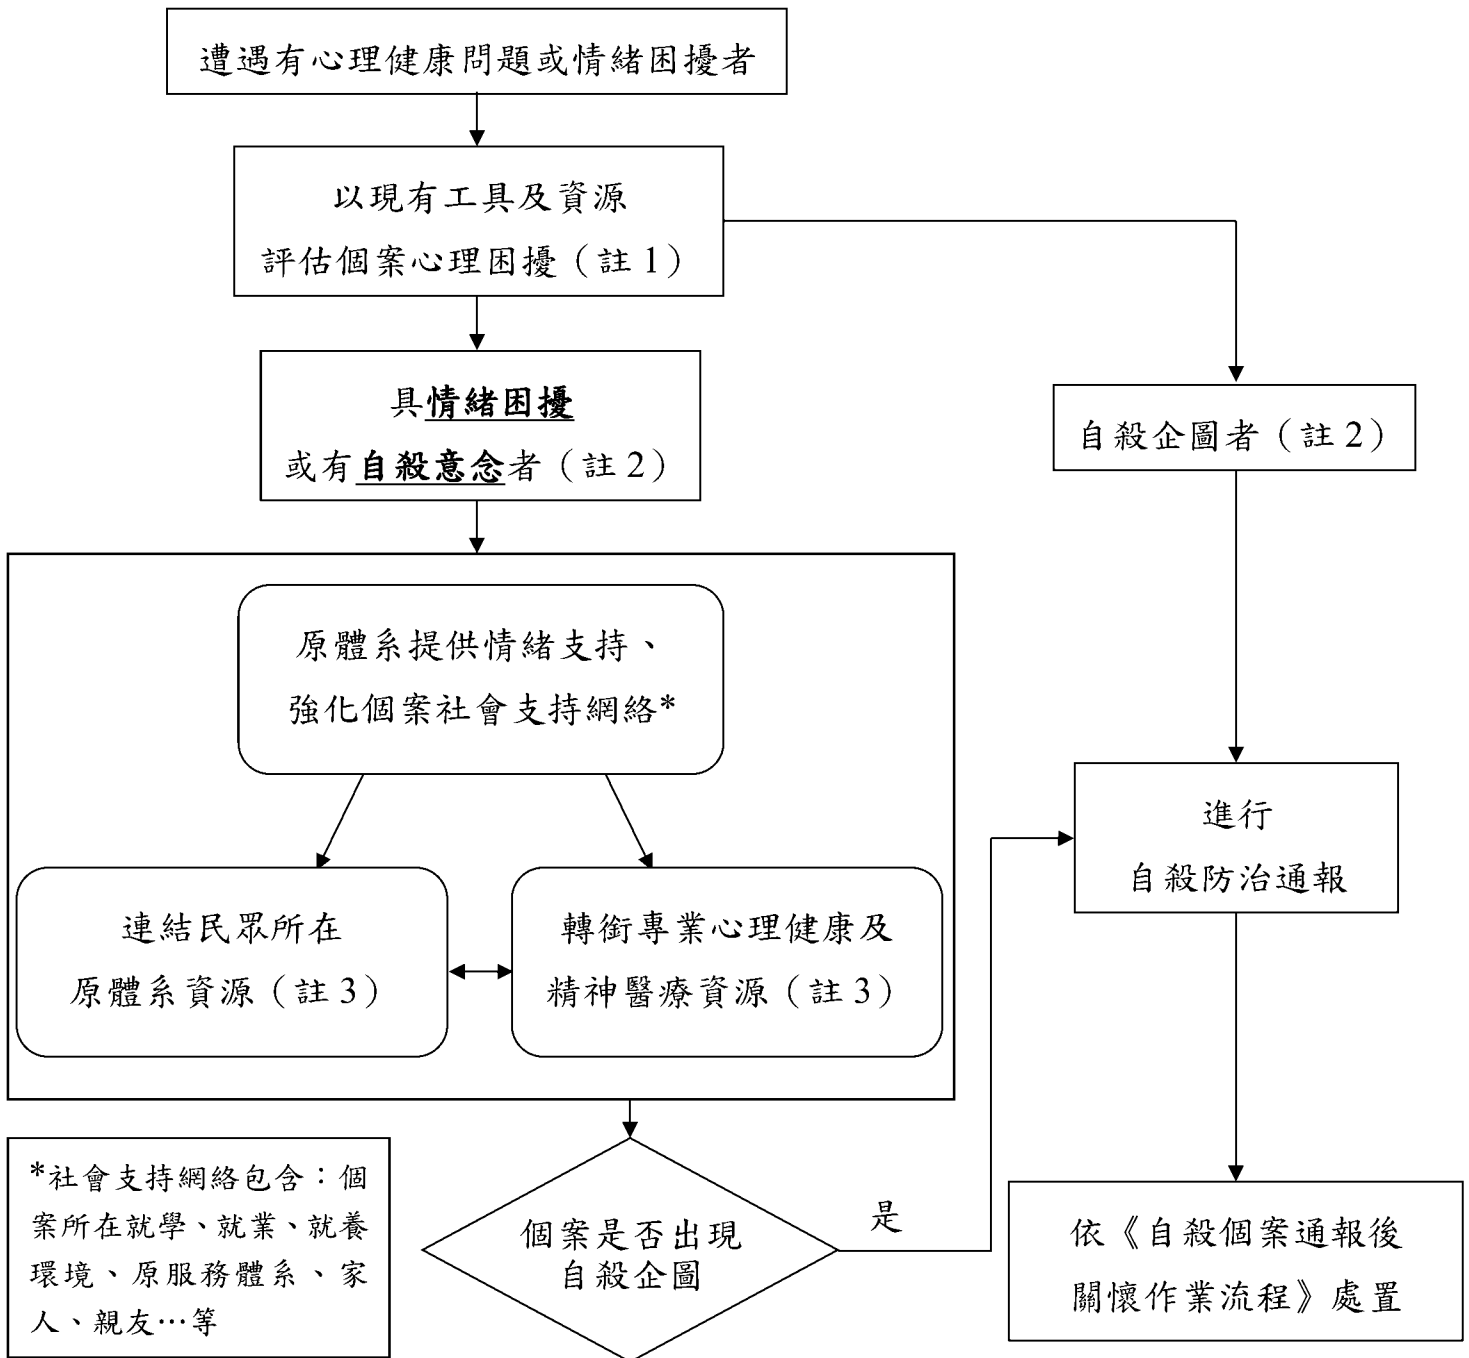 遭遇有心理健康問題或情緒困擾者
以現有工具及資源
評估個案心理困擾（註1）
具情緒困擾
或有自殺意念者（註2）
自殺企圖者（註2）
原體系提供情緒支持、
強化個案社會支持網絡*
連結民眾所在
原體系資源（註3）
轉銜專業心理健康及
精神醫療資源（註3）
進行
自殺防治通報
*社會支持網絡包含：個
案所在就學、就業、就養
環境、原服務體系、家
人、親友…等
個案是否出現
自殺企圖
是
依《自殺個案通報後
關懷作業流程》處置